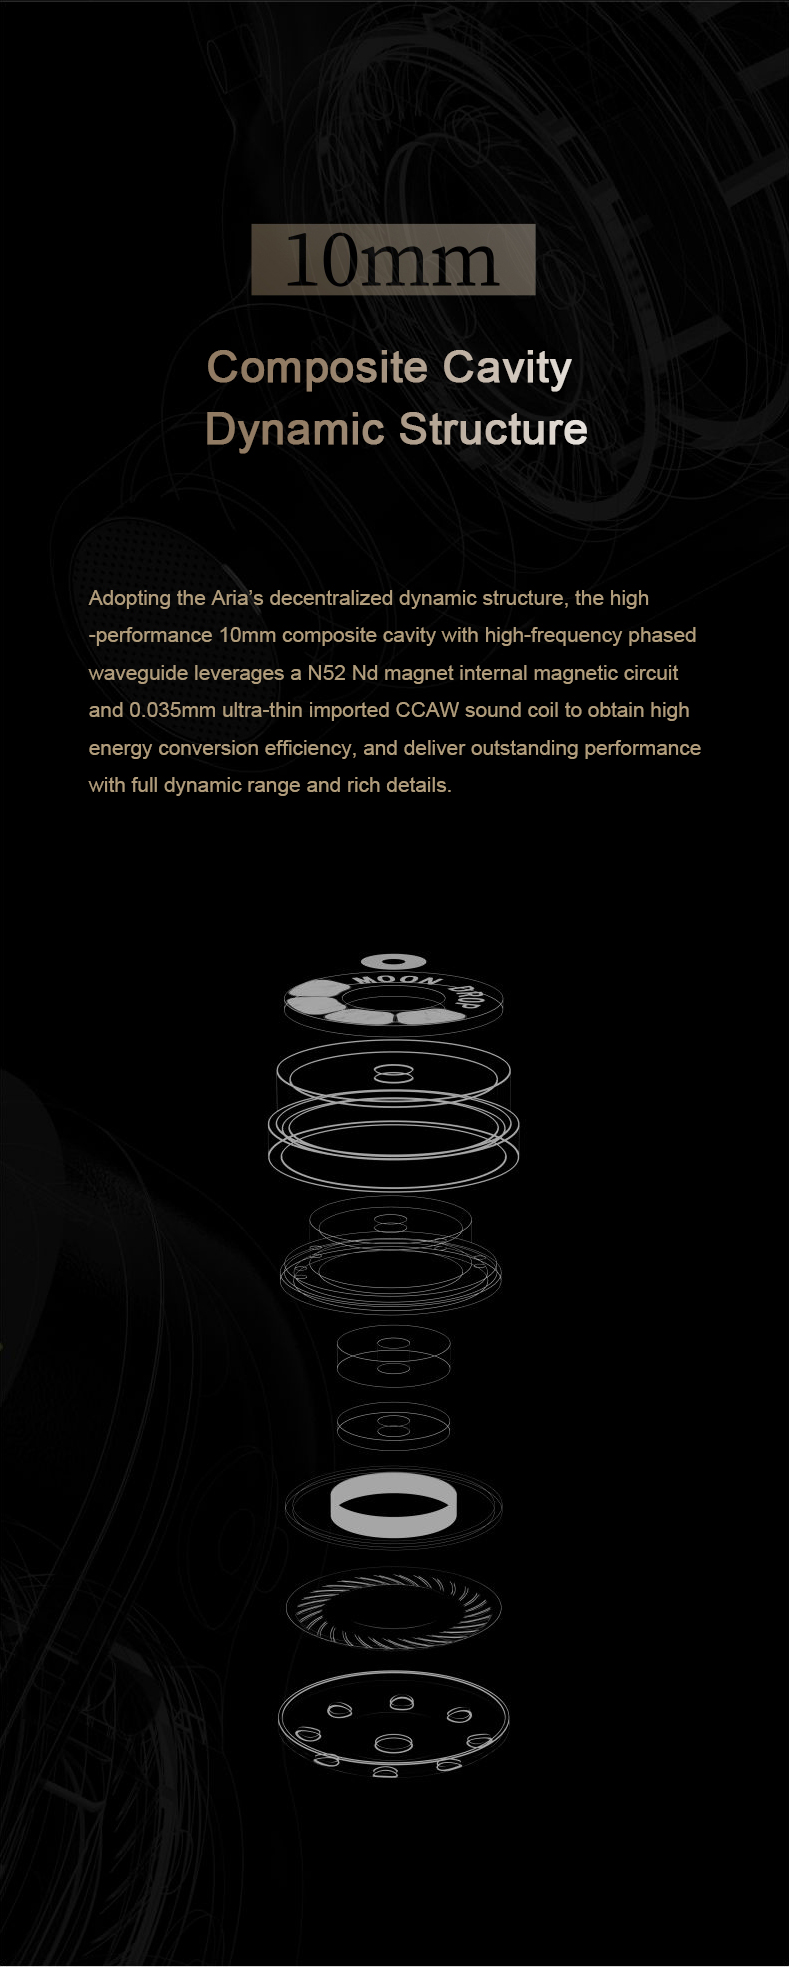 10mm
Composite Cavity
Dynamic Structure
Adopting the Aria’s decentralized dynamic structure, the high
-performance 10mm composite cavity with high-frequency phased
waveguide leverages a N52 Nd magnet internal magnetic circuit
and 0.035mm ultra-thin imported CCAW sound coil to obtain high
energy conversion efficiency, and deliver outstanding performance
with full dynamic range and rich details.
MOON DROP